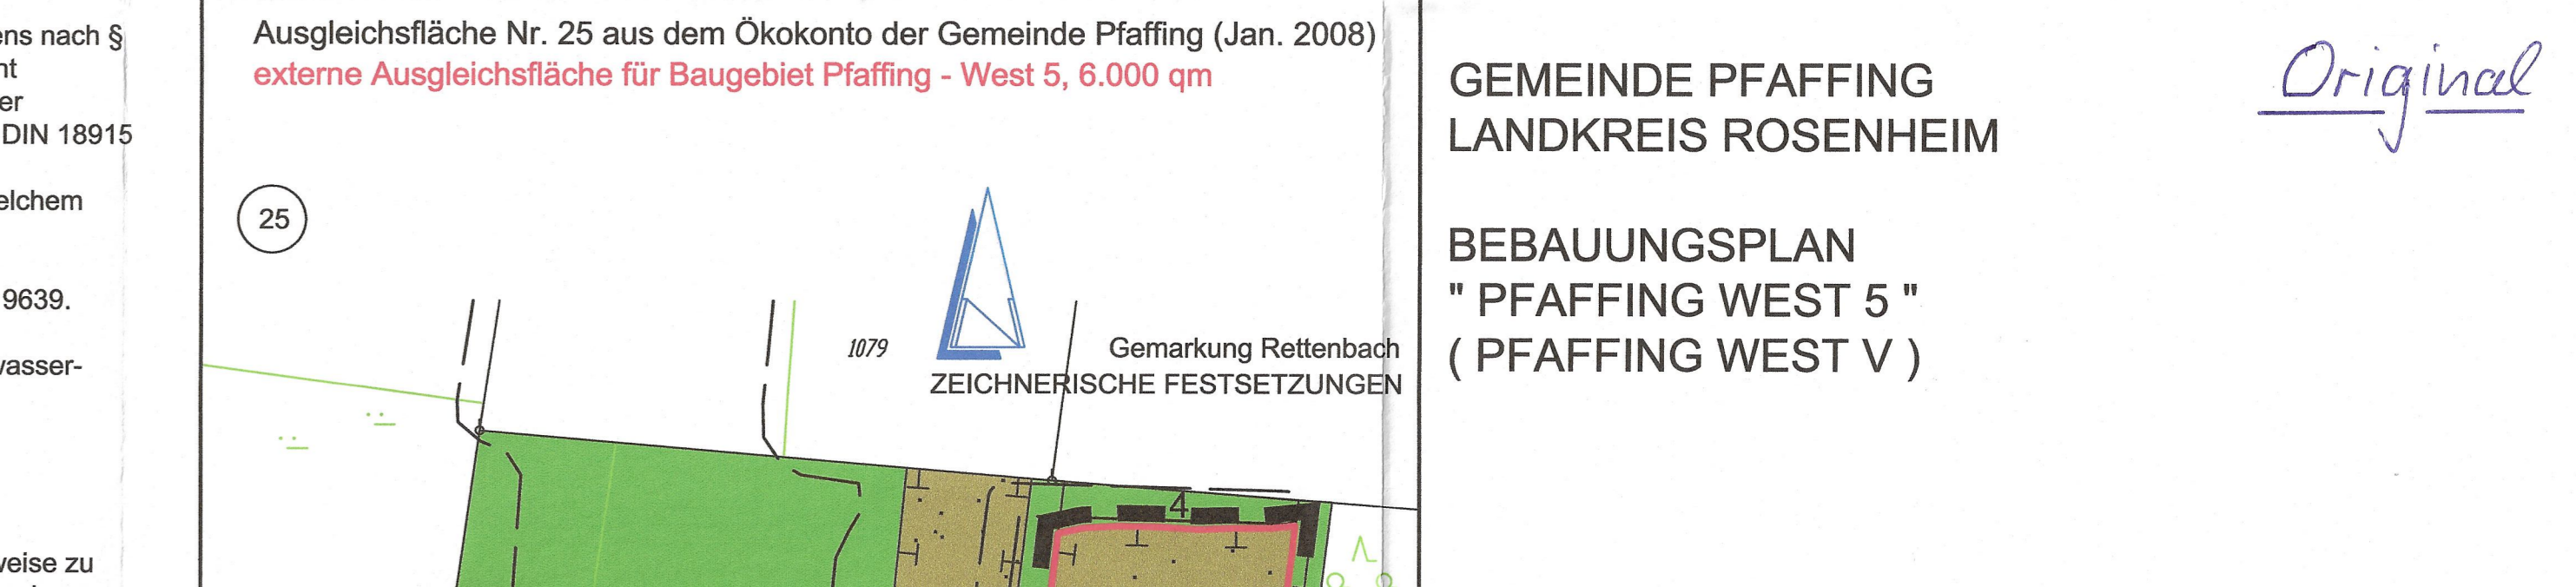 ens nach §
nt
er
DIN 18915
elchem
9639.
vasser-
veise zu
Ausgleichsfläche Nr. 25 aus dem Ökokonto der Gemeinde Pfaffing (Jan. 2008)
externe Ausgleichsfläche für Baugebiet Pfaffing - West 5, 6.000 qm
25
1079
Gemarkung Rettenbach
ZEICHNERISCHE FESTSETZUNGEN
4
GEMEINDE PFAFFING
LANDKREIS ROSENHEIM
BEBAUUNGSPLAN
" PFAFFING WEST 5 "
( PFAFFING WEST V )
Original